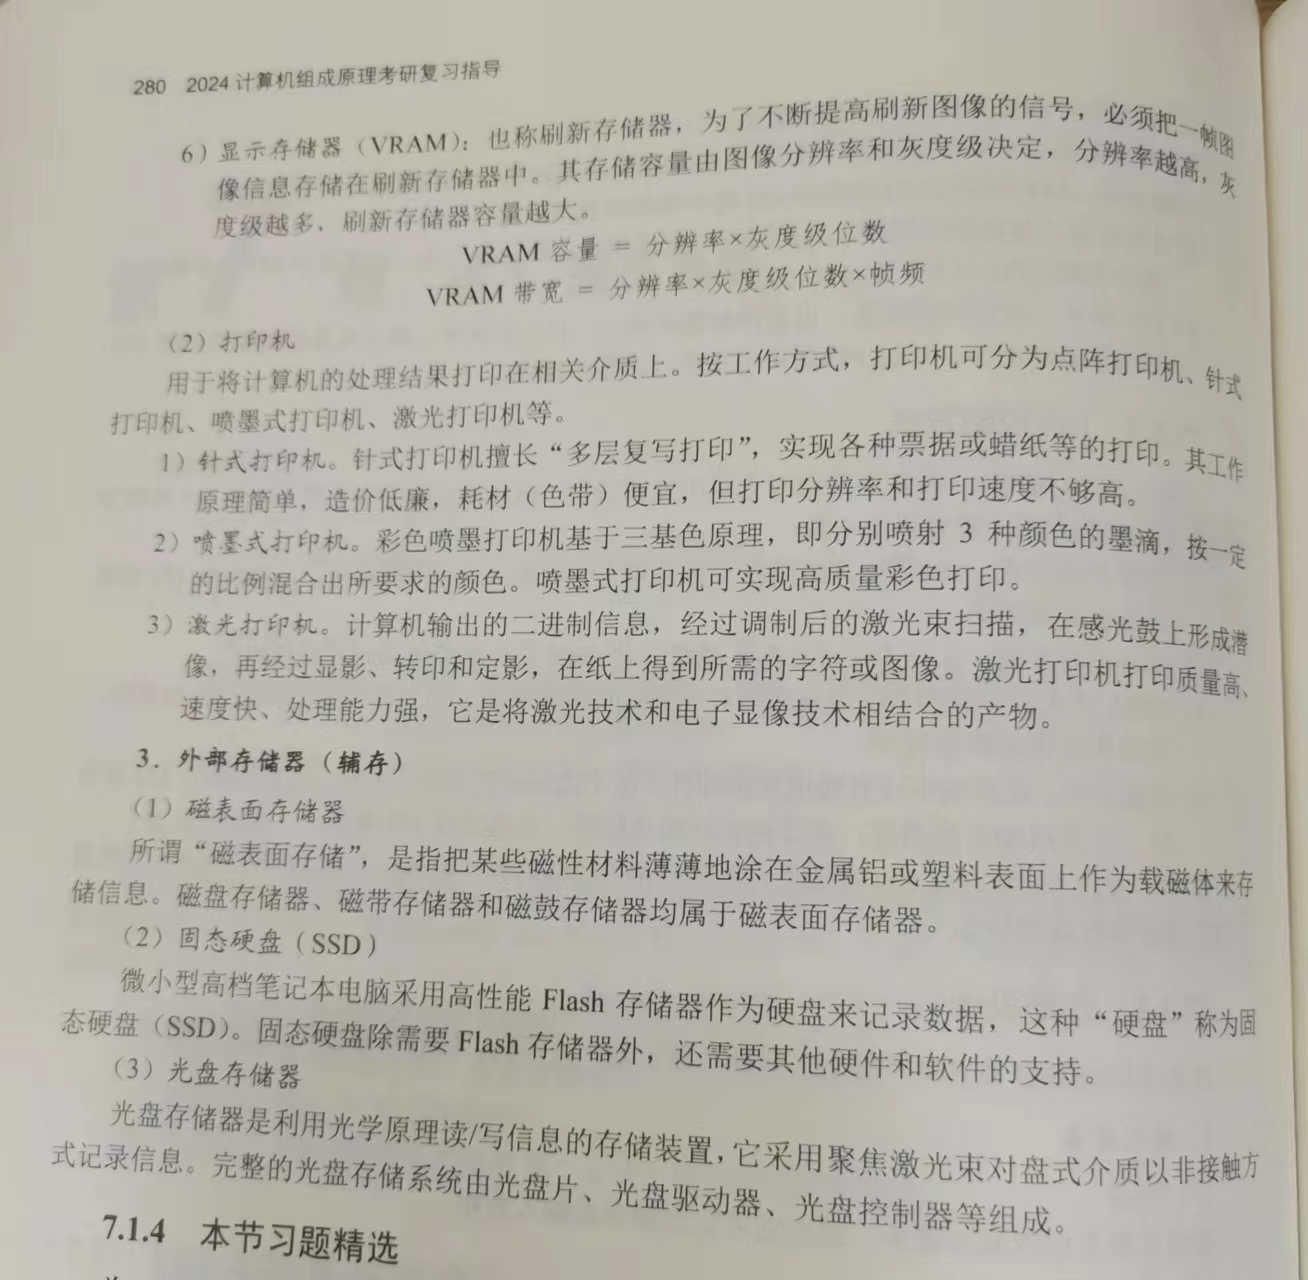 280 2024 计算机组成原理考研复习指导
6）显示存储器（VRAM）：也称刷新存储器，为了不断提高刷新图像的信号，必须把一帧图
像信息存储在刷新存储器中。其存储容量由图像分辨率和灰度级决定，分辨率越高，灰
度级越多，刷新存储器容量越大。
VRAM 容量 = 分辨率×灰度级位数
VRAM 带宽 = 分辨率×灰度级位数×帧频
（2）打印机
用于将计算机的处理结果打印在相关介质上。按工作方式，打印机可分为点阵打印机、针式
打印机、喷墨式打印机、激光打印机等。
1）针式打印机。针式打印机擅长“多层复写打印”，实现各种票据或蜡纸等的打印。其工作
原理简单，造价低廉，耗材（色带）便宜，但打印分辨率和打印速度不够高。
2）喷墨式打印机。彩色喷墨打印机基于三基色原理，即分别喷射 3 种颜色的墨滴，按一定
的比例混合出所要求的颜色。喷墨式打印机可实现高质量彩色打印。
3）激光打印机。计算机输出的二进制信息，经过调制后的激光束扫描，在感光鼓上形成潜
像，再经过显影、转印和定影，在纸上得到所需的字符或图像。激光打印机打印质量高、
速度快、处理能力强，它是将激光技术和电子显像技术相结合的产物。
3．外部存储器（辅存）
（1）磁表面存储器
所谓“磁表面存储”，是指把某些磁性材料薄薄地涂在金属铝或塑料表面上作为载磁体来存
储信息。磁盘存储器、磁带存储器和磁鼓存储器均属于磁表面存储器。
（2）固态硬盘（SSD）
微小型高档笔记本电脑采用高性能 Flash 存储器作为硬盘来记录数据，这种“硬盘”称为固
态硬盘（SSD）。固态硬盘除需要 Flash 存储器外，还需要其他硬件和软件的支持。
（3）光盘存储器
光盘存储器是利用光学原理读/写信息的存储装置，它采用聚焦激光束对盘式介质以非接触方
式记录信息。完整的光盘存储系统由光盘片、光盘驱动器、光盘控制器等组成。
7.1.4 本节习题精选